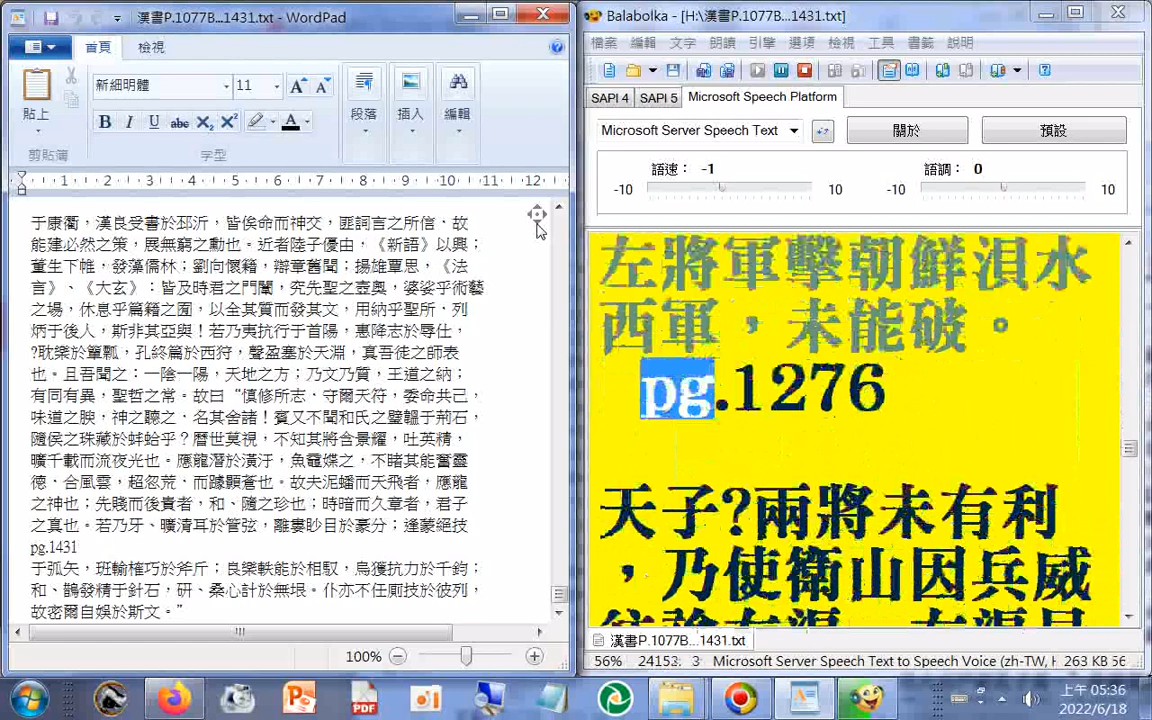 漢書P.1077B...1431.txt - WordPad
首頁
檢視
貼上
剪貼簿
新細明體
11
字型
段落
插入
編輯
1 2 3 4 5 6 7 8 9 10 11 12
于康衢，漢良受書於邳沂，皆俟命而神交，匪詞言之所信，故
能建必然之策，展無窮之勳也。近者陸子優由，《新語》以興；
董生下帷，發藻儒林；劉向司籍，辯章舊聞；揚雄覃思，《法
言》、《大玄》：皆及時君之門闈，究先聖之壺奧，婆娑乎術藝
之場，休息乎篇籍之囿，以全其質而發其文，用納乎聖所，列
炳于後人，斯非其亞與！若乃夷抗行于首陽，惠降志於辱仕，
?耽樂於簞瓢，孔終篇於西狩，聲盈塞於天淵，真吾徒之師表
也。且吾聞之：一陰一陽，天地之方；乃文乃質，王道之綱；
有同有異，聖哲之常。故曰“慎修所志，守爾天符，委命共己，
味道之腴，神之聽之，名其舍諸！賓又不聞和氏之璧韞于荊石，
隨侯之珠藏於蚌蛤乎？曆世莫視，不知其將含景耀，吐英精，
曠千載而流夜光也。應龍潛於潢汙，魚黿媟之，不睹其能奮靈
德，合風雲，超忽荒，而躆顥蒼也。故夫泥蟠而天飛者，應龍
之神也；先賤而後貴者，和、隨之珍也；時暗而久章者，君子
之真也。若乃牙、曠清耳於管弦，離婁眇目於豪分；逢蒙絕技
pg.1431
于弧矢，班輸榷巧於斧斤；良樂軼能於相馭，烏獲抗力於千鈞；
和、鵲發精于針石，研、桑心計於無垠。仆亦不任廁技於彼列，
故密爾自娛於斯文。”
100%
Balabolka - [H:\漢書P.1077B...1431.txt]
檔案 編輯 文字 朗讀 引擎 選項 檢視 工具 書籤 說明
SAPI 4
SAPI 5
Microsoft Speech Platform
Microsoft Server Speech Text
關於
預設
語速： -1
-10 10
語調： 0
-10 10
左將軍擊朝鮮浿水
西軍，未能破。
pg.1276
天子?兩將未有利
，乃使衛山因兵威
漢書P.1077B...1431.txt
56% 24153. 3 Microsoft Server Speech Text to Speech Voice (zh-TW, H 263 KB 56
上午 05:36
2022/6/18